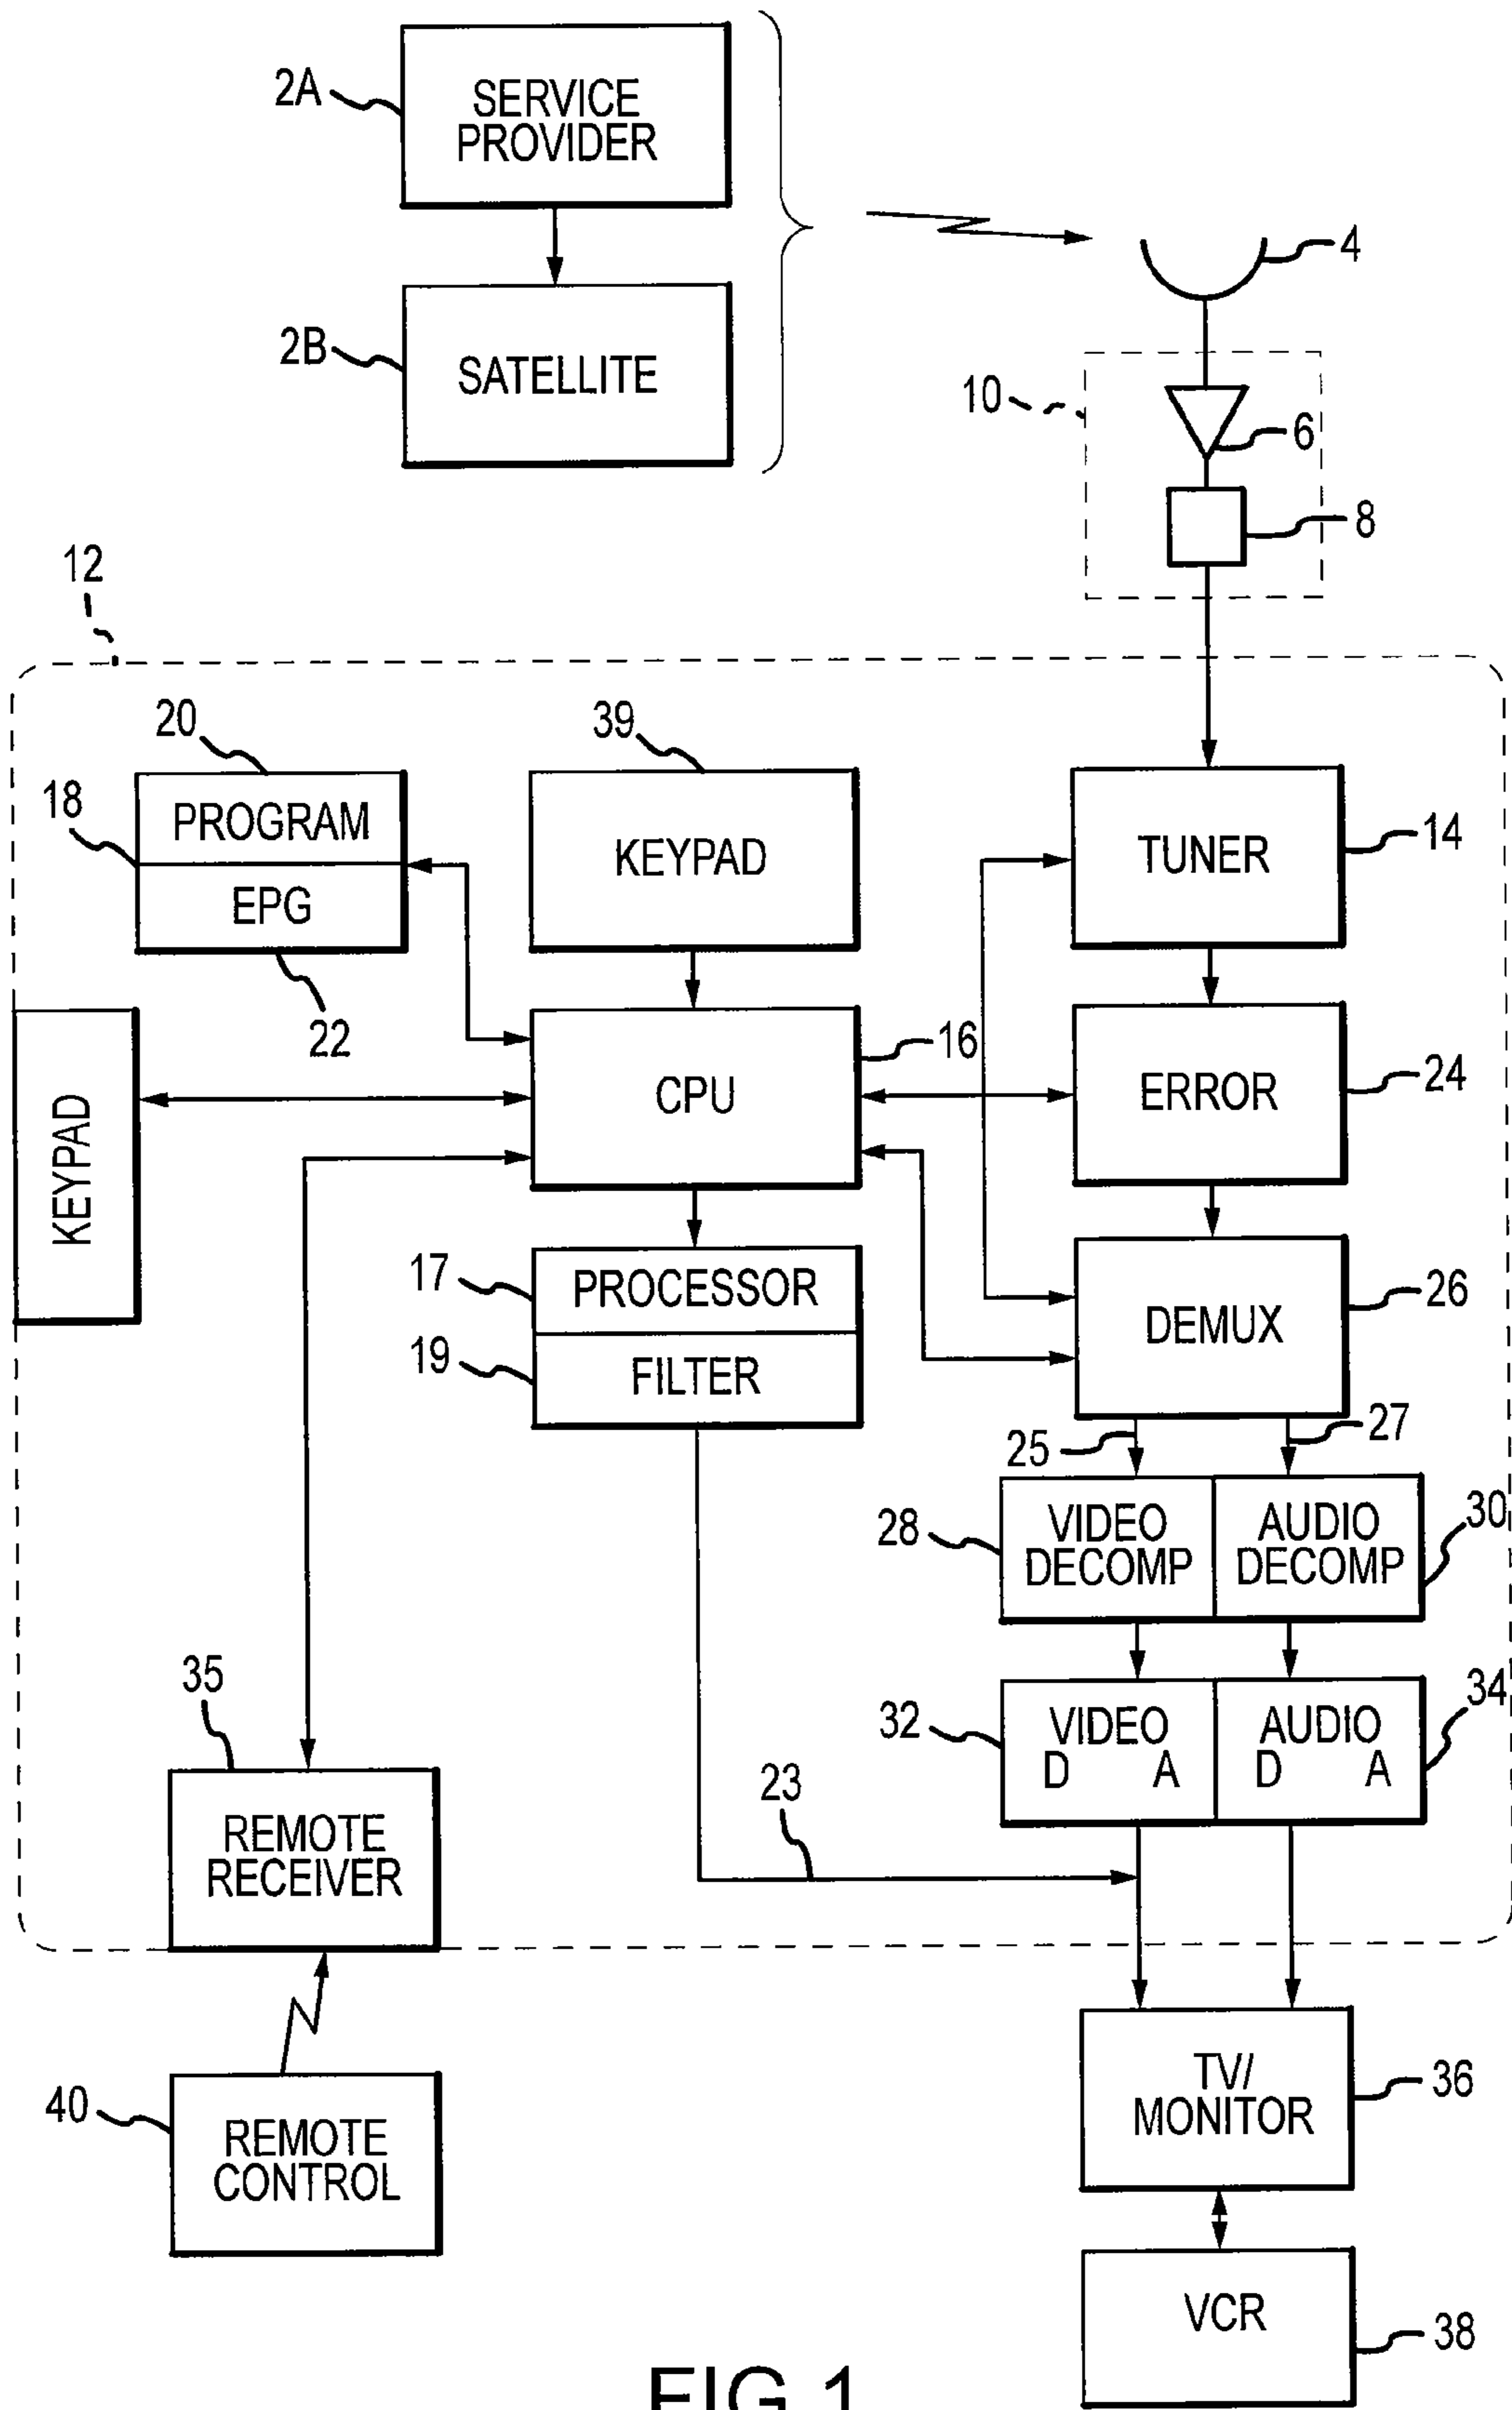 2A
SERVICE
PROVIDER
4
2B
SATELLITE
10
6
8
12
20
39
18
PROGRAM
EPG
KEYPAD
TUNER
14
22
16
KEYPAD
CPU
ERROR
24
17
PROCESSOR
19
FILTER
DEMUX
26
25
27
28
VIDEO
DECOMP
AUDIO
DECOMP
30
35
32
VIDEO
D A
AUDIO
D A
34
23
REMOTE
RECEIVER
40
REMOTE
CONTROL
TV/
MONITOR
36
VCR
38
FIG.1